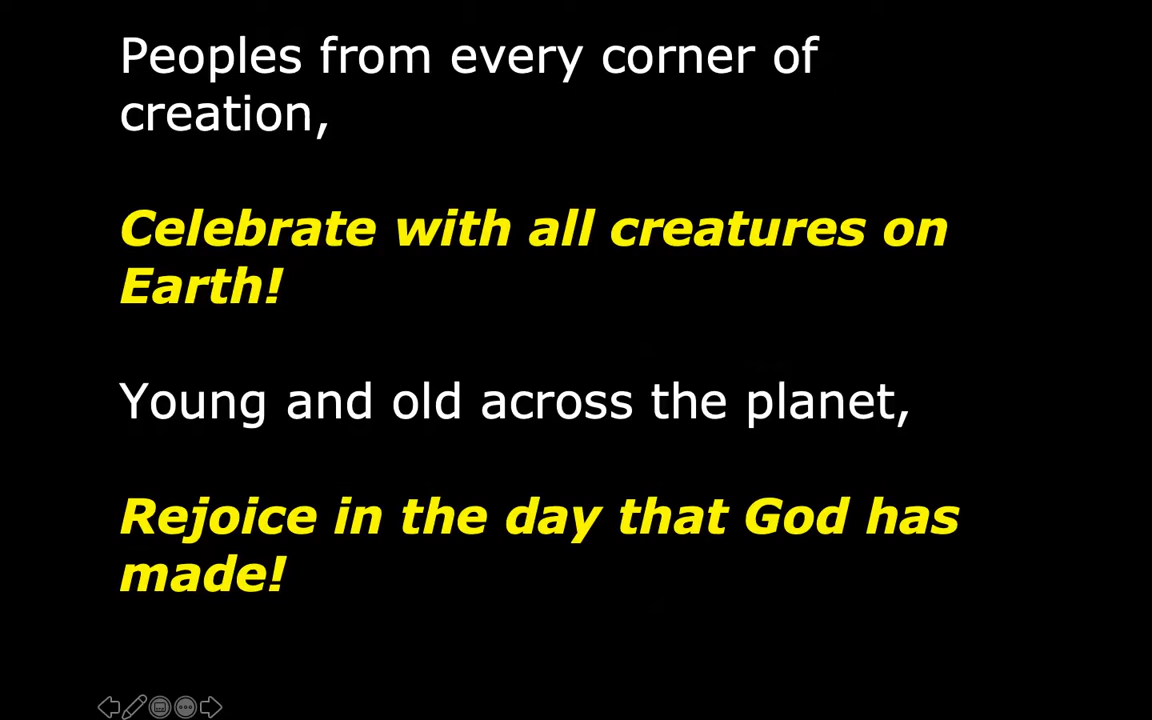 Peoples from every corner of
creation,
Celebrate with all creatures on
Earth!
Young and old across the planet,
Rejoice in the day that God has
made!